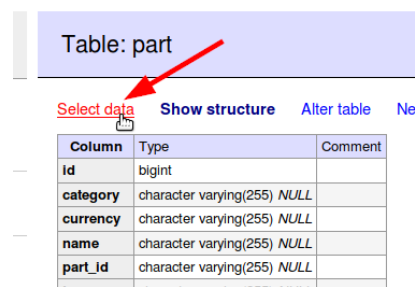 Table: part
Select data Show structure Alter table Ne
Column Type Comment
id bigint
category character varying(255) NULL
currency character varying(255) NULL
name character varying(255) NULL
part_id character varying(255) NULL